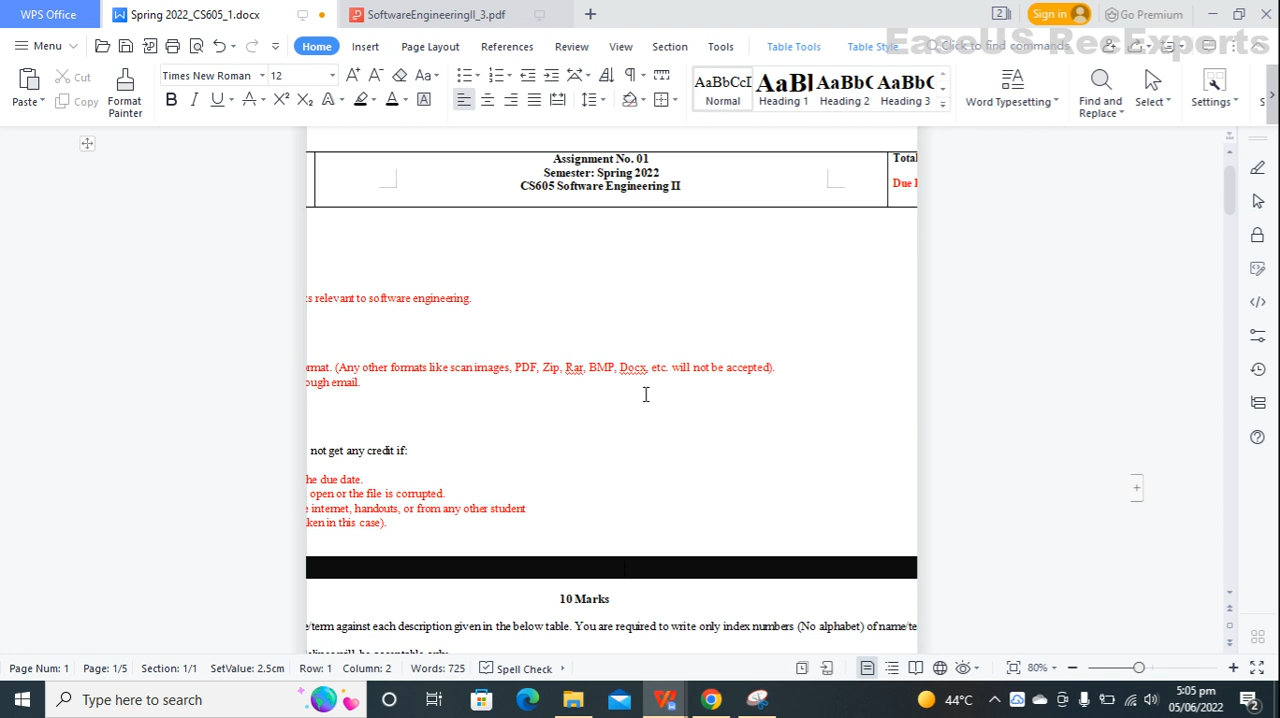 WPS Office
Spring 2022_CS605_1.docx
SoftwareEngineeringII_3.pdf
Sign in
Go Premium
EaseUS RecExperts
Menu
Home
Insert
Page Layout
References
Review
View
Section
Tools
Table Tools
Table Style
Click to find commands
Paste
Cut
Copy
Format
Painter
Times New Roman
12
AaBbCcD
Normal
AaBl
Heading 1
AaBbC
Heading 2
AaBbC
Heading 3
Word Typesetting
Find and
Replace
Select
Settings
Assignment No. 01
Semester: Spring 2022
CS605 Software Engineering II
Total
Due
s relevant to software engineering.
rmat. (Any other formats like scan images, PDF, Zip, Rar, BMP, Docx, etc. will not be accepted).
ough email.
not get any credit if:
he due date.
open or the file is corrupted.
e internet, handouts, or from any other student
ken in this case).
10 Marks
e/term against each description given in the below table. You are required to write only index numbers (No alphabet) of name/te
Page Num: 1
Page: 1/5
Section: 1/1
SetValue: 2.5cm
Row: 1
Column: 2
Words: 725
Spell Check
80%
Type here to search
44°C
5:05 pm
05/06/2022
2